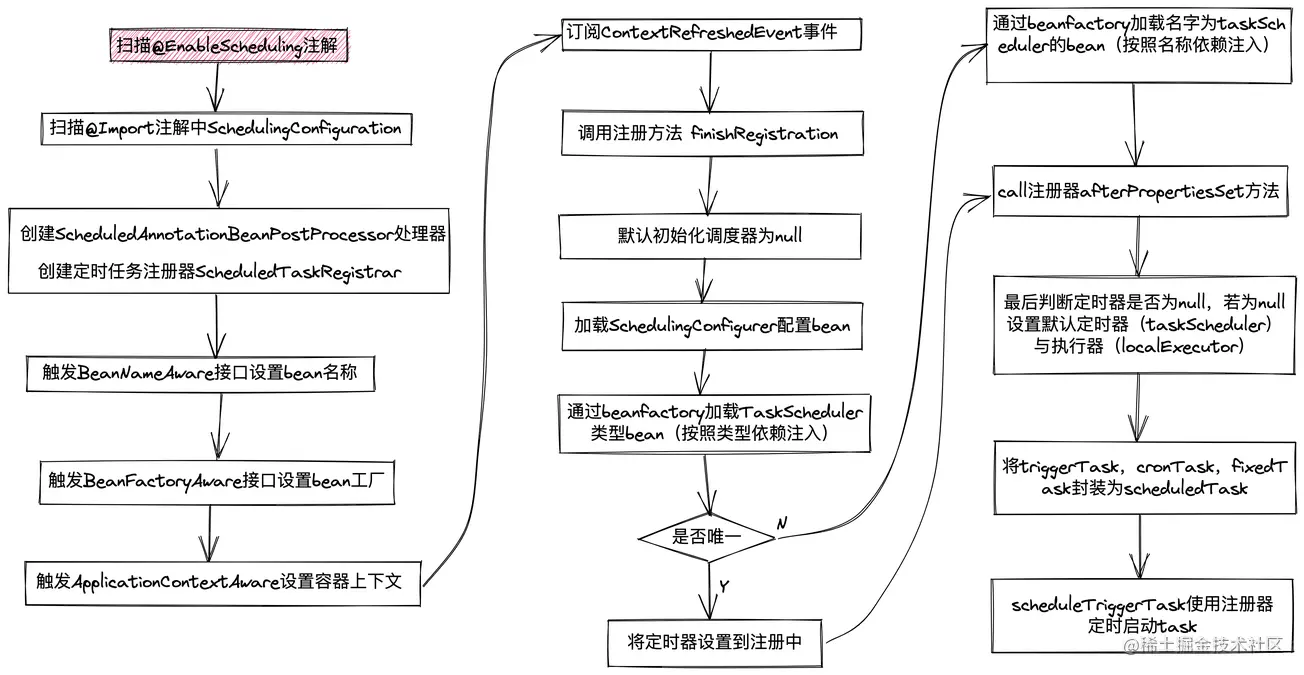 扫描@EnableScheduling注解
扫描@Import注解中SchedulingConfiguration
创建ScheduledAnnotationBeanPostProcessor处理器
创建定时任务注册器ScheduledTaskRegistrar
触发BeanNameAware接口设置bean名称
触发BeanFactoryAware接口设置bean工厂
触发ApplicationContextAware设置容器上下文
订阅ContextRefreshedEvent事件
调用注册方法 finishRegistration
默认初始化调度器为null
加载SchedulingConfigurer配置bean
通过beanfactory加载TaskScheduler
类型bean（按照类型依赖注入）
是否唯一
N
Y
将定时器设置到注册中
通过beanfactory加载名字为taskSch
eduler的bean（按照名称依赖注入）
call注册器afterPropertiesSet方法
最后判断定时器是否为null，若为null
设置默认定时器（taskScheduler）
与执行器（localExecutor）
将triggerTask，cronTask，fixedT
ask封装为scheduledTask
scheduleTriggerTask使用注册器
定时启动task
@稀土掘金技术社区